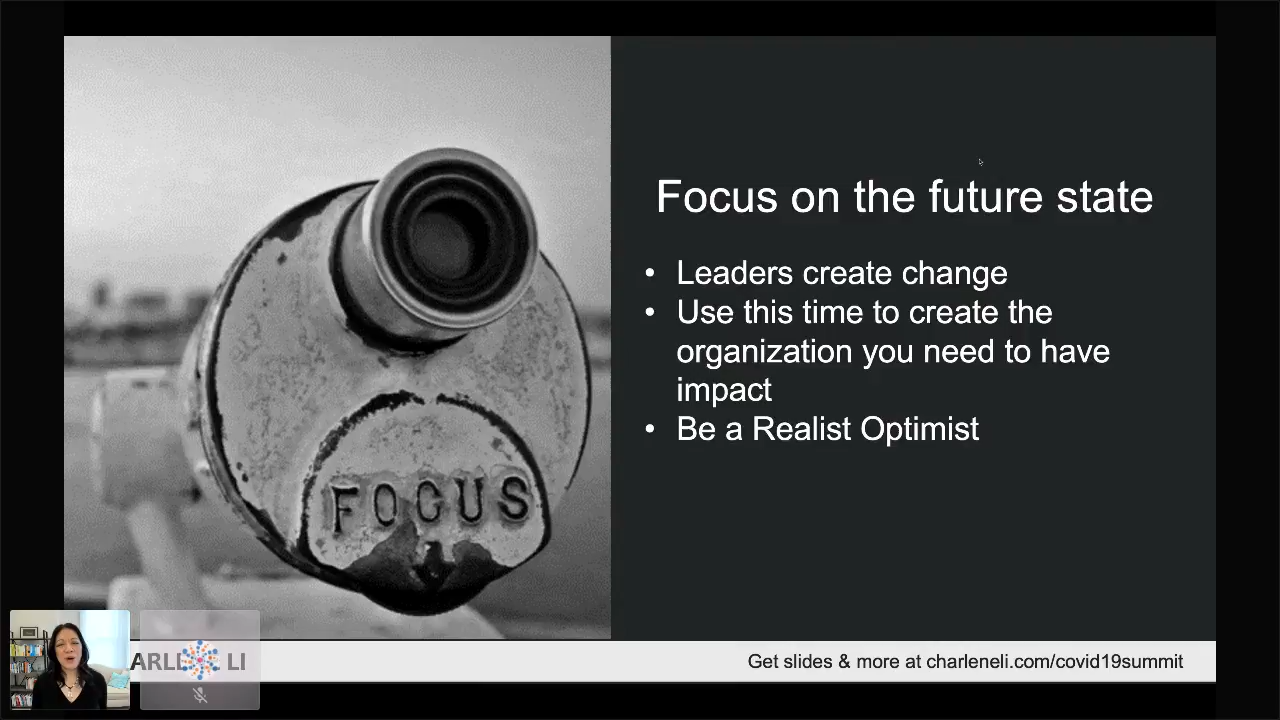 Focus on the future state
• Leaders create change
• Use this time to create the
organization you need to have
impact
• Be a Realist Optimist
FOCUS
ARL LI
Get slides & more at charleneli.com/covid19summit